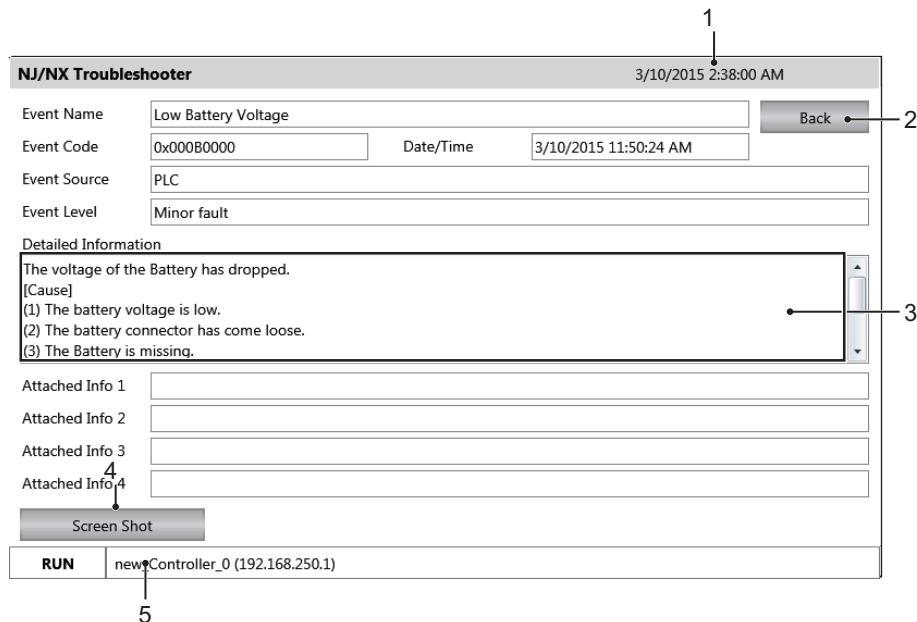 1
NJ/NX Troubleshooter 3/10/2015 2:38:00 AM
Event Name Low Battery Voltage Back 2
Event Code 0x000B0000 Date/Time 3/10/2015 11:50:24 AM
Event Source PLC
Event Level Minor fault
Detailed Information
The voltage of the Battery has dropped.
[Cause]
(1) The battery voltage is low. 3
(2) The battery connector has come loose.
(3) The Battery is missing.
Attached Info 1
Attached Info 2
Attached Info 3
4
Attached Info 4
Screen Shot
RUN new_Controller_0 (192.168.250.1)
5